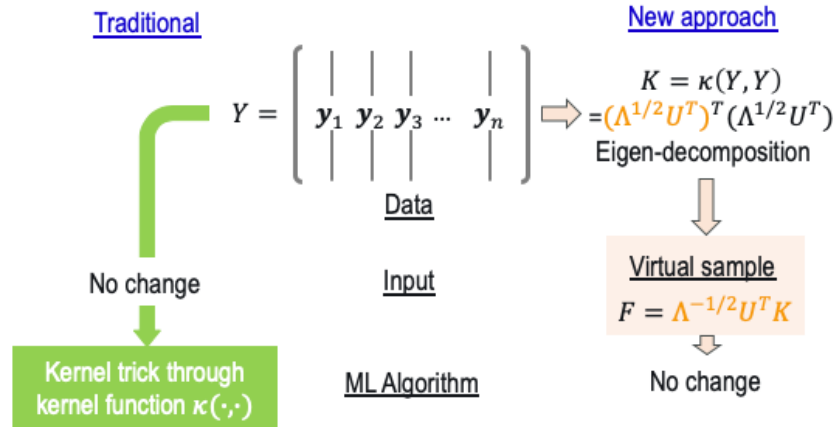 Traditional
New approach
Y = [ y₁ y₂ y₃ ... yₙ ]
K = κ(Y, Y)
=(Λ^{1/2}U^T)^T(Λ^{1/2}U^T)
Eigen-decomposition
Data
No change
Input
Virtual sample
F = Λ^{-1/2}U^T K
Kernel trick through
kernel function κ(·,·)
ML Algorithm
No change